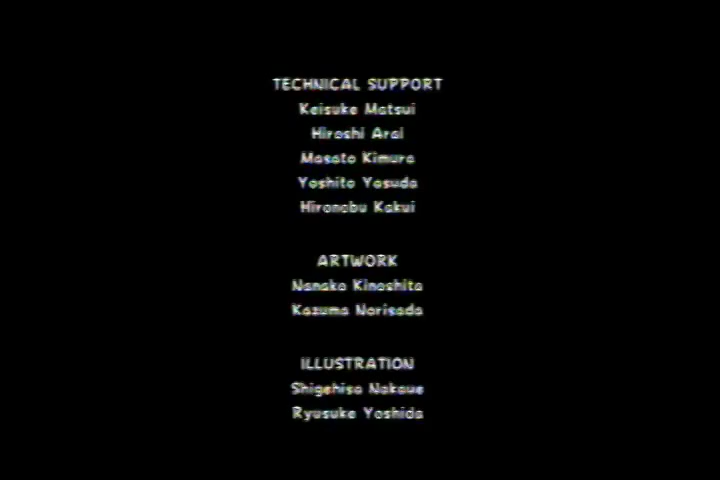 TECHNICAL SUPPORT
Keisuke Matsui
Hiroshi Arai
Masato Kimura
Yoshito Yasuda
Hironobu Kakui
ARTWORK
Nanako Kinoshita
Kazuma Norisada
ILLUSTRATION
Shigehisa Nakaue
Ryusuke Yoshida